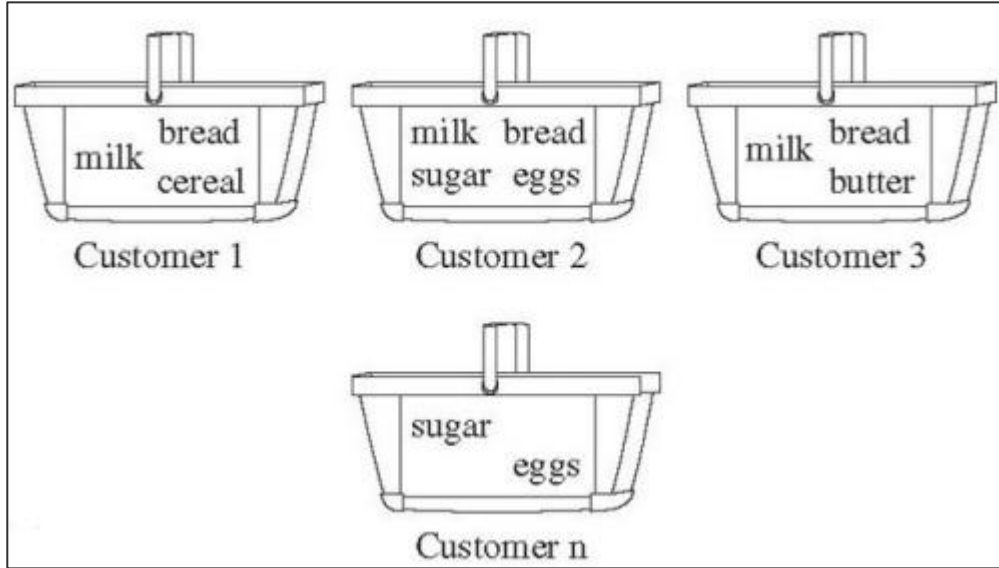 milk bread
cereal
Customer 1
milk bread
sugar eggs
Customer 2
milk bread
butter
Customer 3
sugar
eggs
Customer n